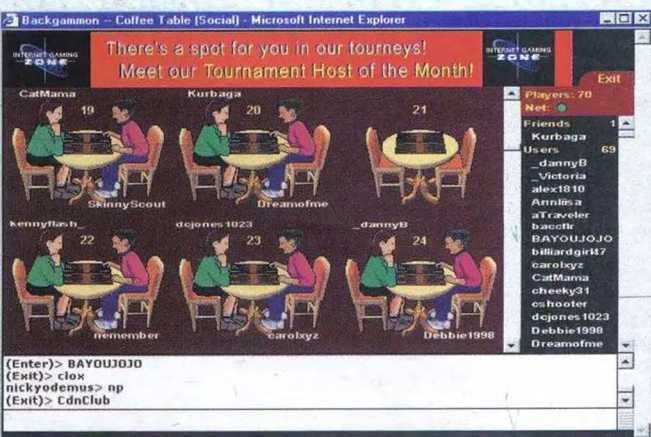 Backgammon -- Coffee Table (Social) - Microsoft Internet Explorer
INTERNET GAMING
ZONE
There's a spot for you in our tourneys!
Meet our Tournament Host of the Month!
INTERNET GAMING
ZONE
Exit
CatMama
19
SkinnyScout
Kurbaga
20
Dreamofme
21
kennyflash_
22
nemember
dcjones1023
23
carolxyz
_dannyB
24
Debbie1998
Players: 70
Net:
Friends 1
Kurbaga
Users 69
_dannyB
_Victoria
alex1810
Annliisa
aTraveler
BAYOUJOJO
billiardgirl47
carolxyz
CatMama
cheeky31
cshooter
dcjones1023
Debbie1998
Dreamofme
(Enter)> BAYOUJOJO
(Exit)> clox
nickyodemus> np
(Exit)> CdnClub